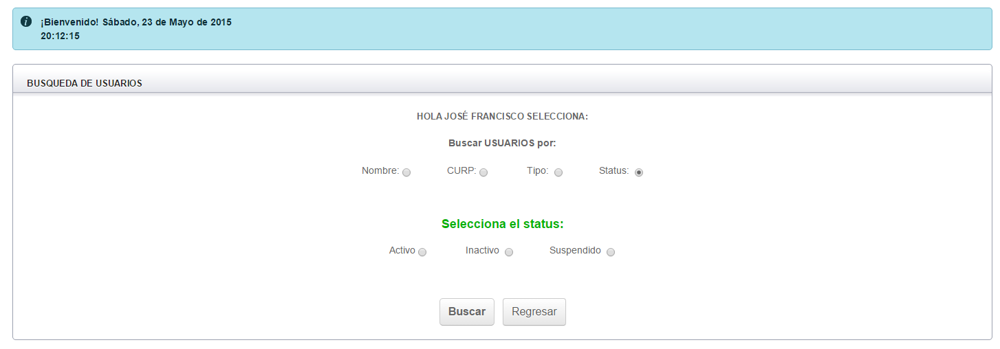 ¡Bienvenido! Sábado, 23 de Mayo de 2015
20:12:15
BUSQUEDA DE USUARIOS
HOLA JOSÉ FRANCISCO SELECCIONA:
Buscar USUARIOS por:
Nombre: CURP: Tipo: Status:
Selecciona el status:
Activo Inactivo Suspendido
Buscar Regresar